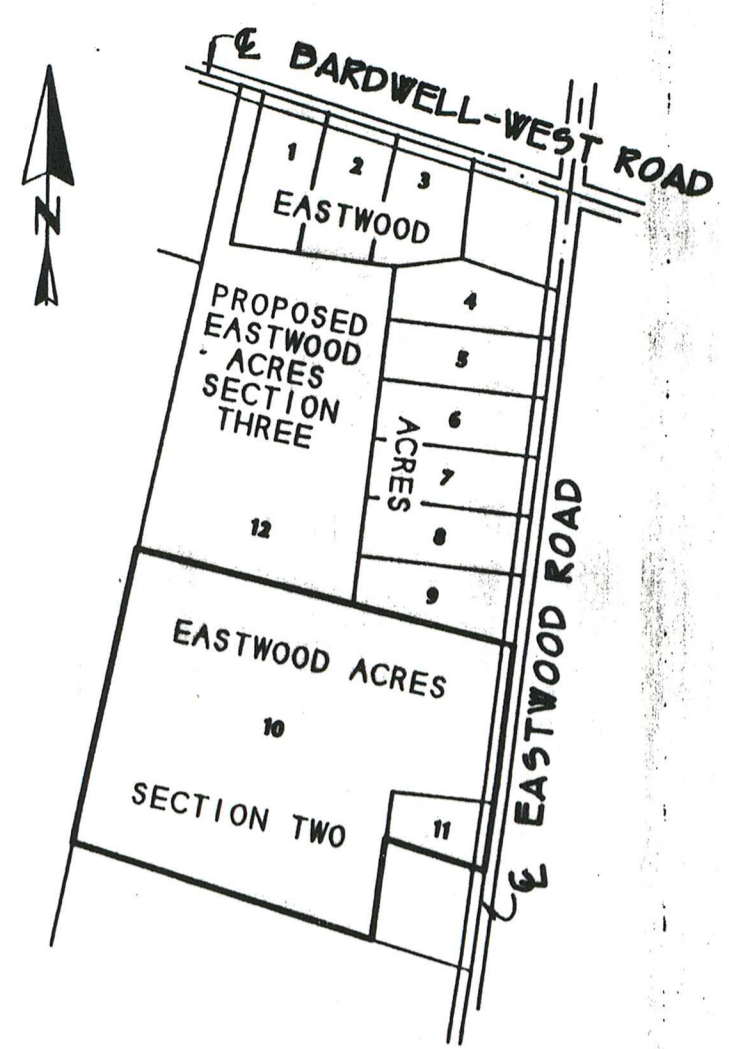 ℄ BARDWELL-WEST ROAD
N
1
2
3
EASTWOOD
4
PROPOSED
EASTWOOD
ACRES
SECTION
THREE
5
6
ACRES
7
8
12
9
EASTWOOD ACRES
10
SECTION TWO
11
℄ EASTWOOD ROAD